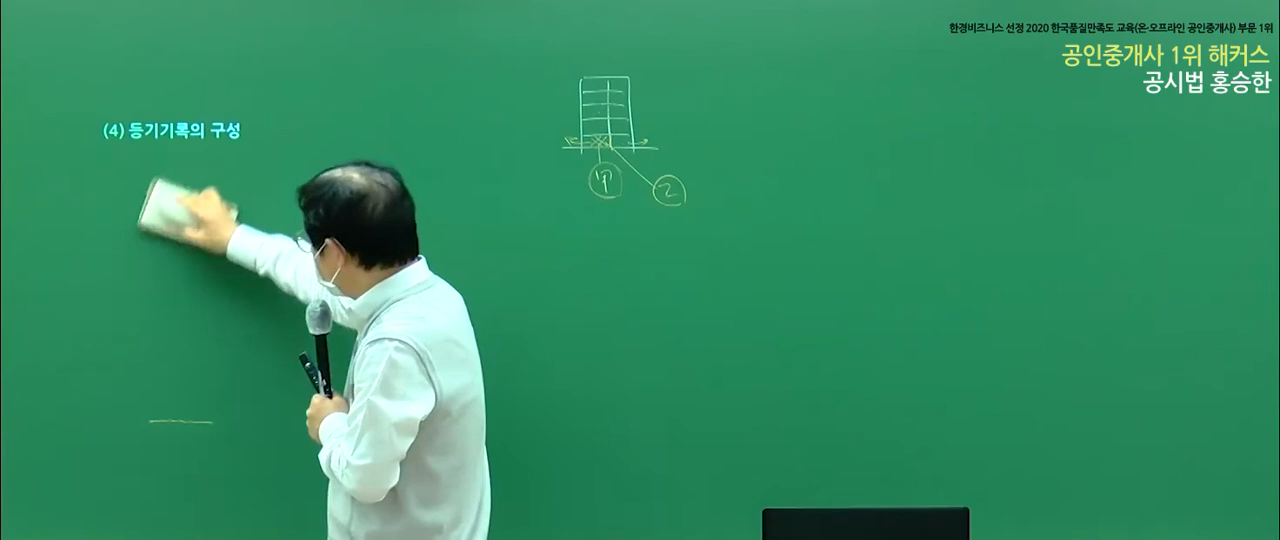 한경비즈니스 선정 2020 한국품질만족도 교육(온·오프라인 공인중개사) 부문 1위
공인중개사 1위 해커스
공시법 홍승한
(4) 등기기록의 구성
甲
乙